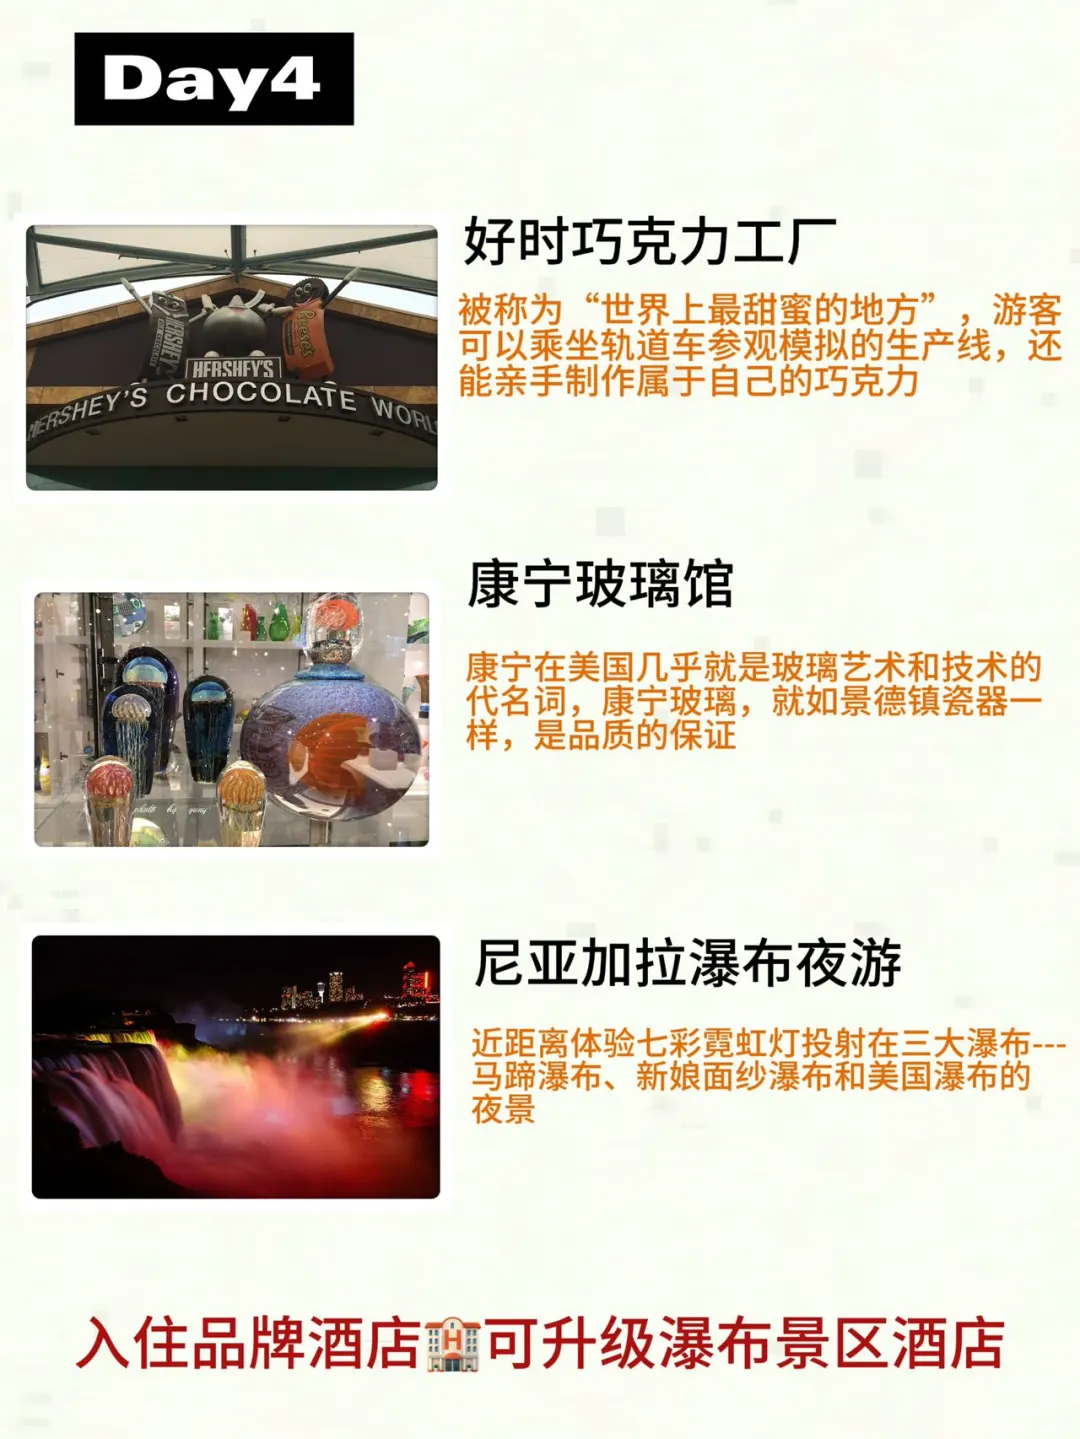 Day4
好时巧克力工厂
被称为“世界上最甜蜜的地方”，游客
可以乘坐轨道车参观模拟的生产线，还
能亲手制作属于自己的巧克力
HERSHEY'S
Reese's
HERSHEY'S
HERSHEY'S CHOCOLATE WORL
康宁玻璃馆
康宁在美国几乎就是玻璃艺术和技术的
代名词，康宁玻璃，就如景德镇瓷器一
样，是品质的保证
photo by
尼亚加拉瀑布夜游
近距离体验七彩霓虹灯投射在三大瀑布---
马蹄瀑布、新娘面纱瀑布和美国瀑布的
夜景
入住品牌酒店🏨可升级瀑布景区酒店